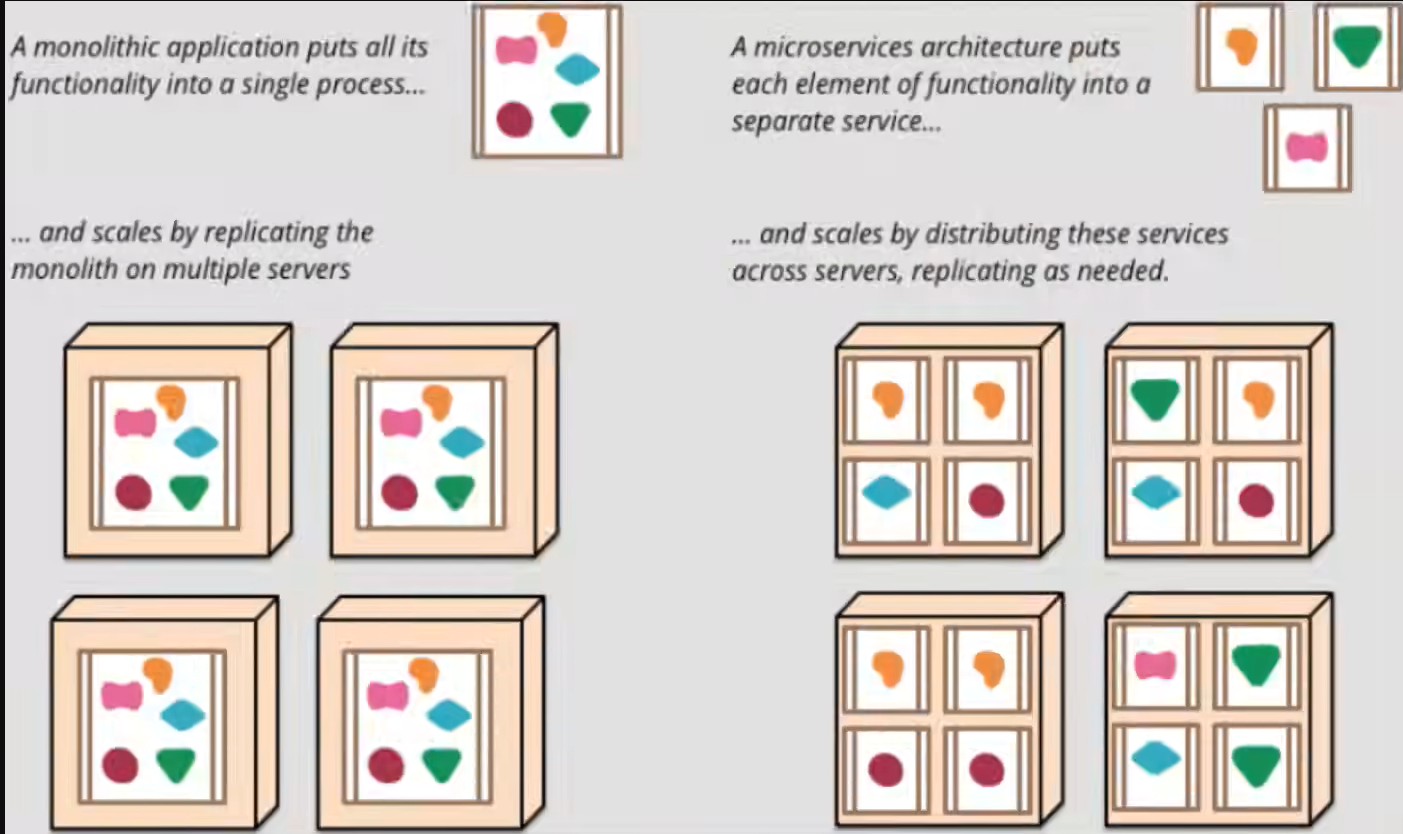 A monolithic application puts all its
functionality into a single process...
... and scales by replicating the
monolith on multiple servers
A microservices architecture puts
each element of functionality into a
separate service...
... and scales by distributing these services
across servers, replicating as needed.